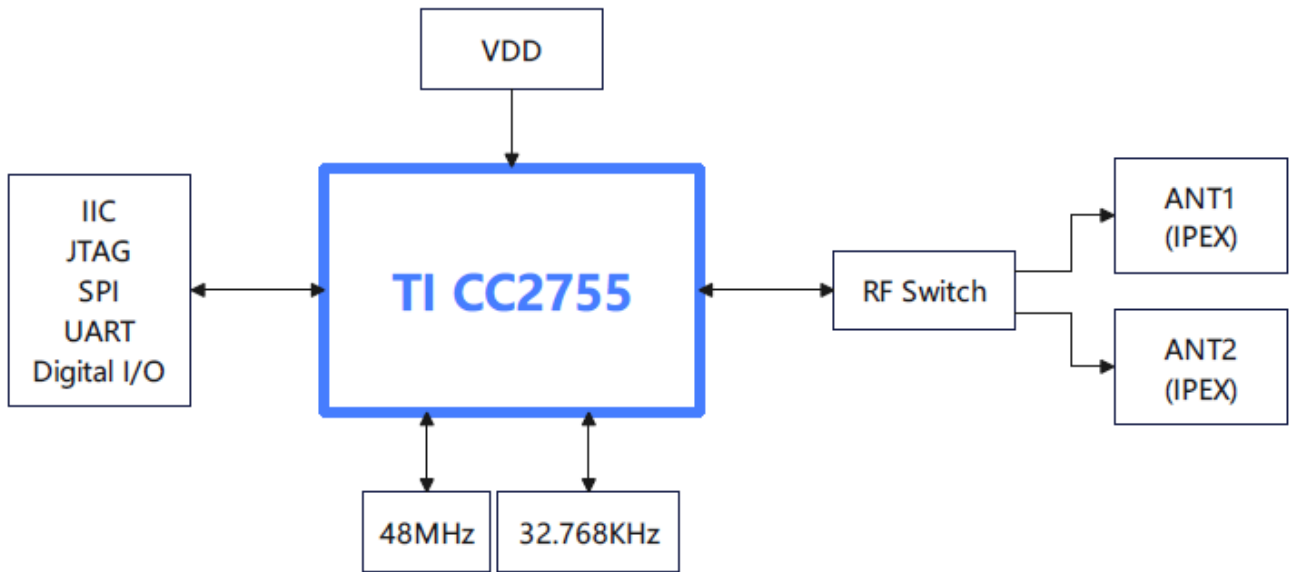 VDD
IIC
JTAG
SPI
UART
Digital I/O
TI CC2755
RF Switch
ANT1
(IPEX)
ANT2
(IPEX)
48MHz
32.768KHz